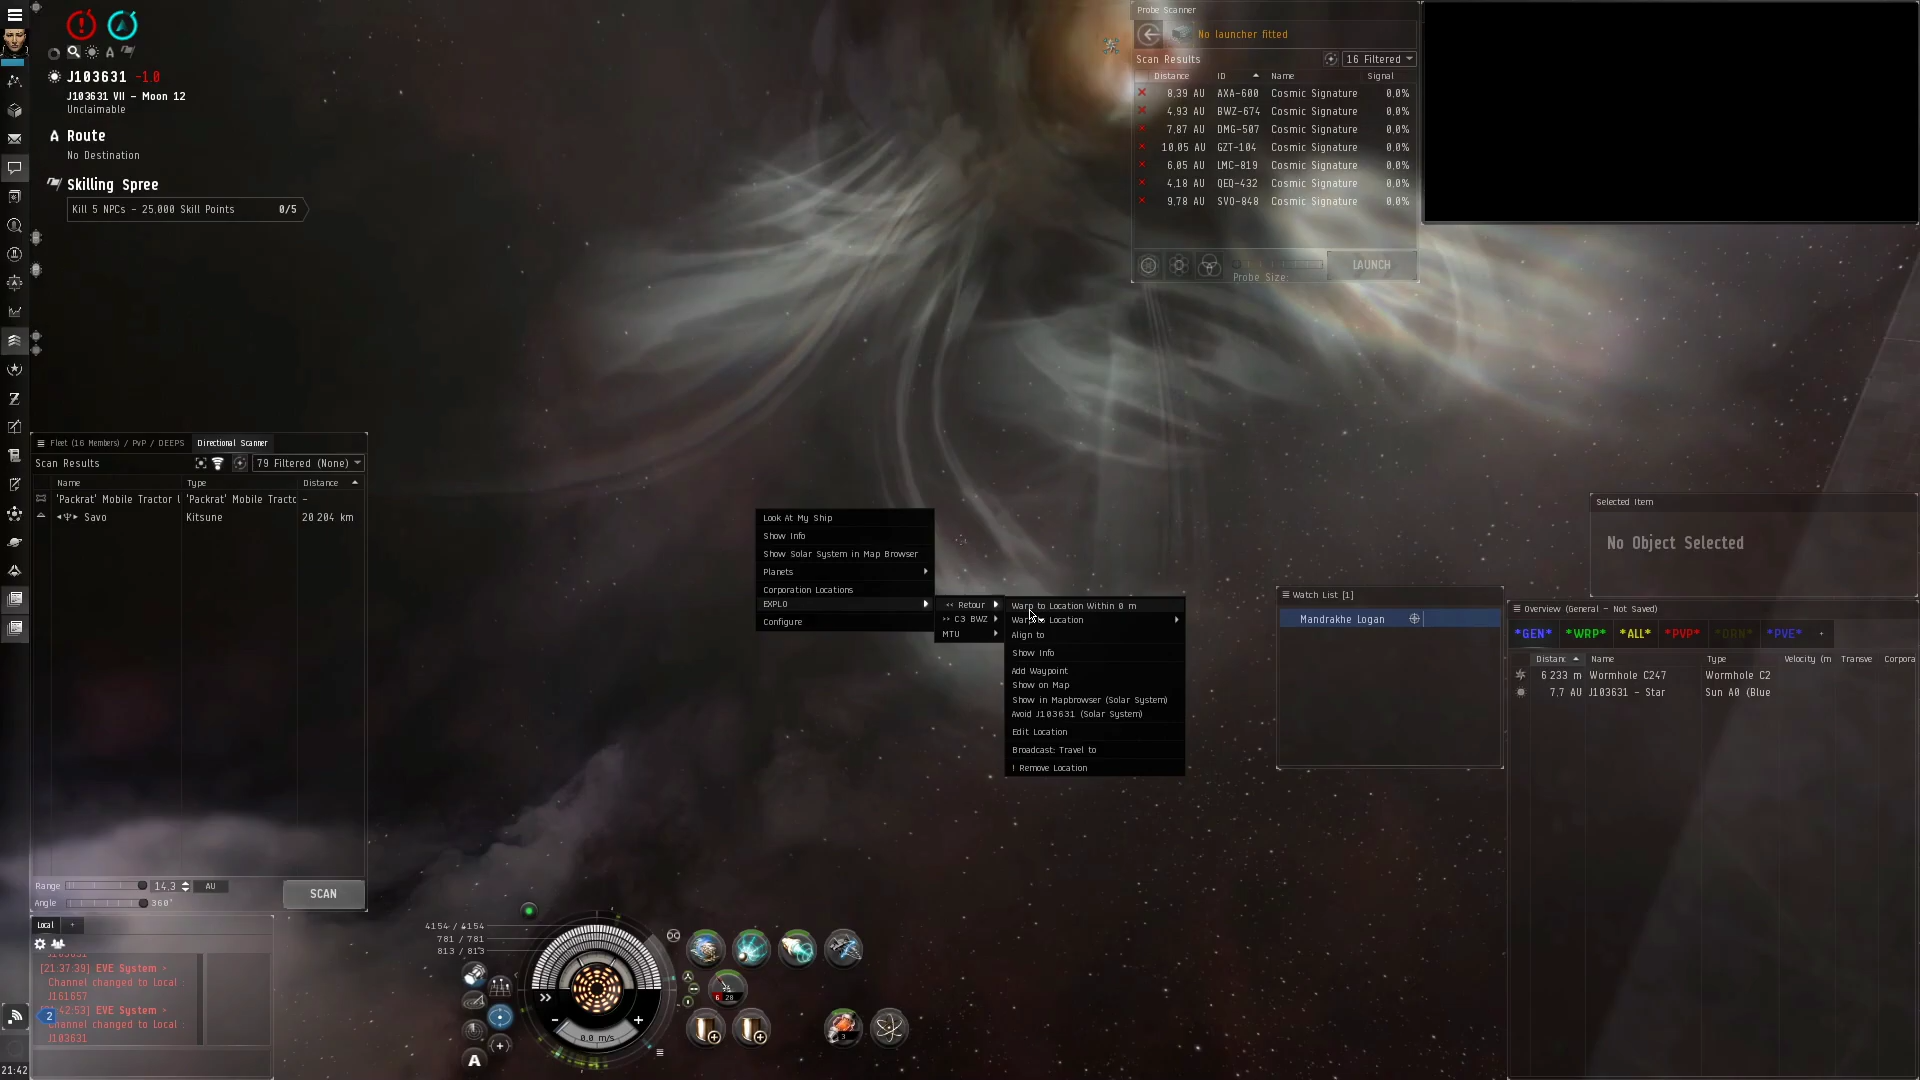 J103631 -1.0
J103631 VII - Moon 12
Unclaimable
A Route
No Destination
Skilling Spree
Kill 5 NPCs - 25,000 Skill Points 0/5
Probe Scanner
No launcher fitted
Scan Results 16 Filtered
Distance ID Name Signal
8.39 AU AXA-600 Cosmic Signature 0.0%
4.93 AU BWZ-674 Cosmic Signature 0.0%
7.87 AU DMG-507 Cosmic Signature 0.0%
10.05 AU GZT-104 Cosmic Signature 0.0%
6.05 AU LMC-819 Cosmic Signature 0.0%
4.18 AU QEQ-432 Cosmic Signature 0.0%
9.78 AU SVO-848 Cosmic Signature 0.0%
LAUNCH
Probe Size:
Fleet (16 Members) / PvP / DEEPS Directional Scanner
Scan Results 79 Filtered (None)
Name Type Distance
'Packrat' Mobile Tractor U 'Packrat' Mobile Tracto -
Savo Kitsune 20 204 km
Range 14.3 AU SCAN
Angle 360°
Look At My Ship
Show Info
Show Solar System in Map Browser
Planets
Corporation Locations
EXPLO
Configure
<< Retour
>> C3 BWZ
MTU
Warp to Location Within 0 m
Location
Align to
Show Info
Add Waypoint
Show on Map
Show in Mapbrowser (Solar System)
Avoid J103631 (Solar System)
Edit Location
Broadcast: Travel to
! Remove Location
Selected Item
No Object Selected
Watch List [1]
Mandrakhe Logan
Overview (General - Not Saved)
*GEN* *WRP* *ALL* *PVP* *DRN* *PVE* +
Distanc Name Type Velocity (m Transve Corpora
6 233 m Wormhole C247 Wormhole C2
7.7 AU J103631 - Star Sun A0 (Blue
Local +
[21:37:39] EVE System >
Channel changed to Local :
J161657
:42:53] EVE System >
2
hannel changed to Local :
J103631
21:42
4154 / 4154
781 / 781
813 / 813
0.0 m/s
A
6 28
3